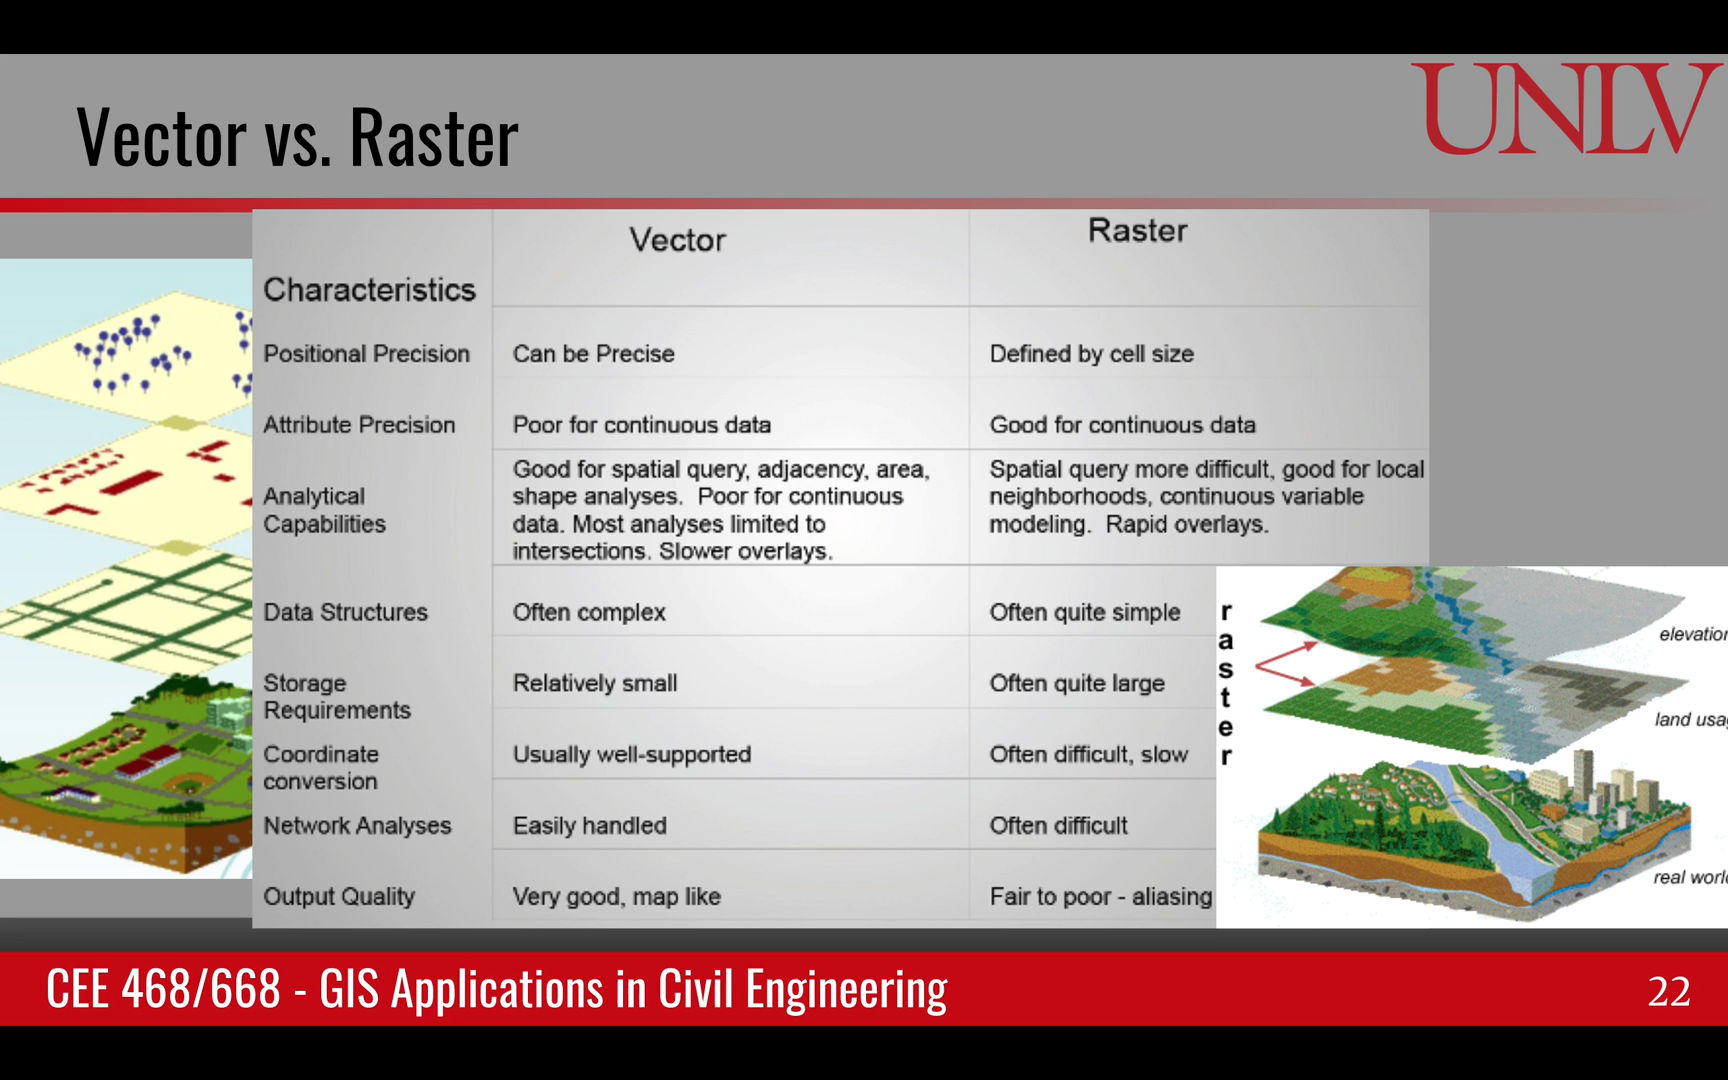 UNLV
Vector vs. Raster
Vector
Raster
Characteristics
Positional Precision
Can be Precise
Defined by cell size
Attribute Precision
Poor for continuous data
Good for continuous data
Analytical
Capabilities
Good for spatial query, adjacency, area,
shape analyses.  Poor for continuous
data. Most analyses limited to
intersections. Slower overlays.
Spatial query more difficult, good for local
neighborhoods, continuous variable
modeling.  Rapid overlays.
Data Structures
Often complex
Often quite simple
Storage
Requirements
Relatively small
Often quite large
Coordinate
conversion
Usually well-supported
Often difficult, slow
Network Analyses
Easily handled
Often difficult
Output Quality
Very good, map like
Fair to poor - aliasing
raster
elevation
land usa
real worl
CEE 468/668 - GIS Applications in Civil Engineering
22